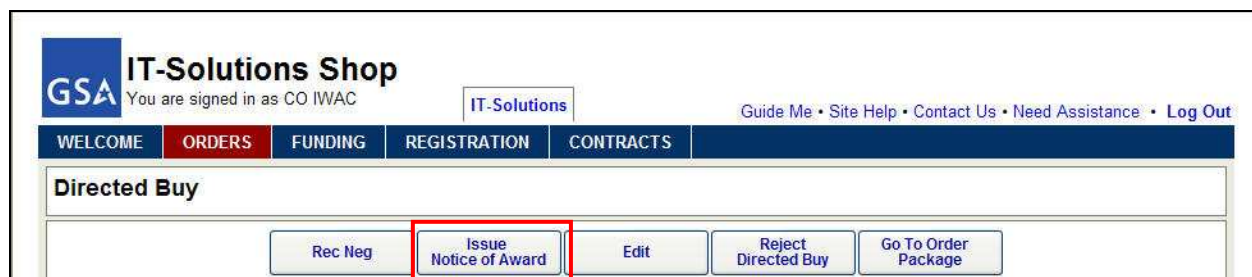 GSA
IT-Solutions Shop
You are signed in as CO IWAC
IT-Solutions
Guide Me • Site Help • Contact Us • Need Assistance • Log Out
WELCOME ORDERS FUNDING REGISTRATION CONTRACTS
Directed Buy
Rec Neg
Issue
Notice of Award
Edit
Reject
Directed Buy
Go To Order
Package